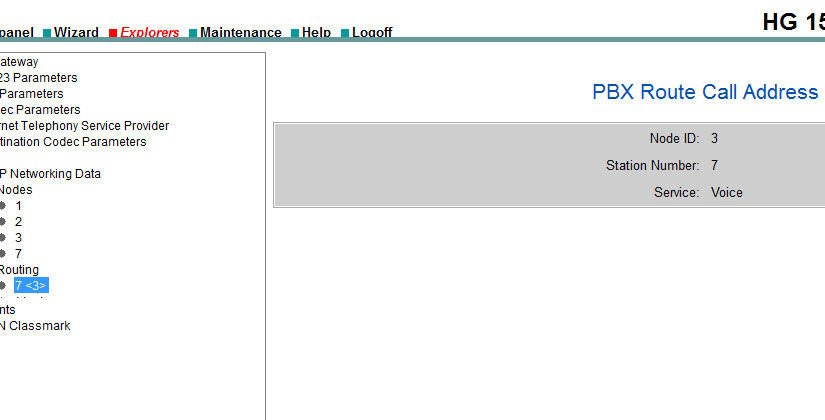 HG 15
panel Wizard Explorers Maintenance Help Logoff
ateway
23 Parameters
Parameters
ec Parameters
rnet Telephony Service Provider
tination Codec Parameters
P Networking Data
Nodes
1
2
3
7
Routing
7 <3>
nts
N Classmark
PBX Route Call Address
Node ID: 3
Station Number: 7
Service: Voice